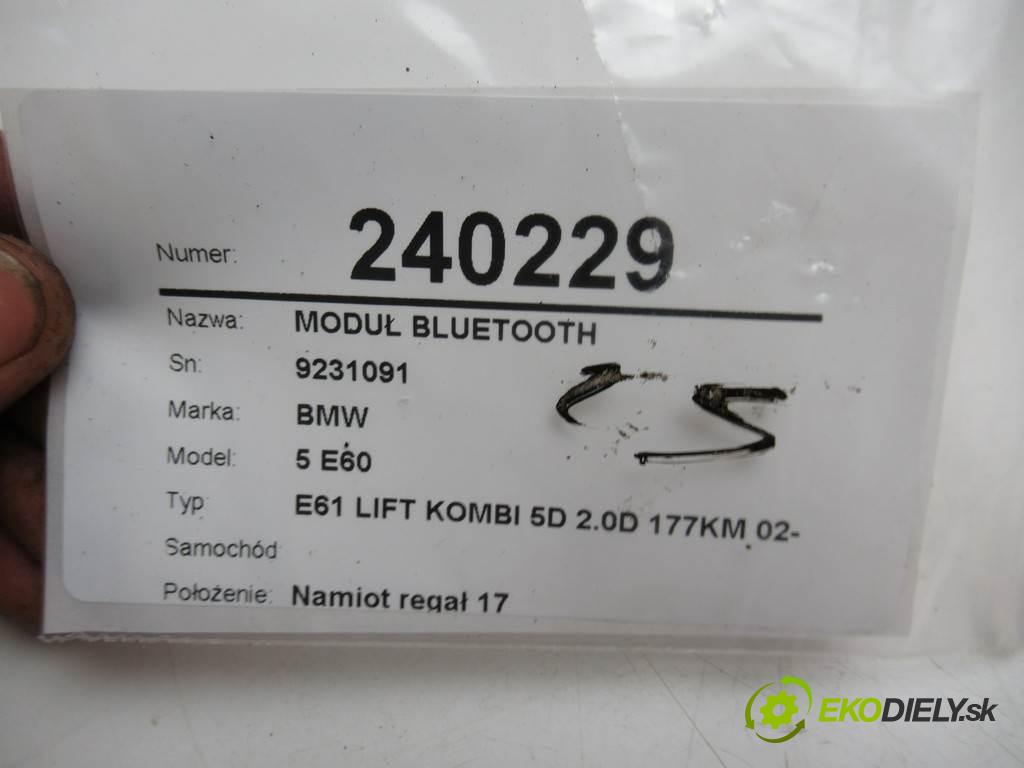 Numer: 240229
Nazwa: MODUŁ BLUETOOTH
Sn: 9231091
Marka: BMW
Model: 5 E60
Typ E61 LIFT KOMBI 5D 2.0D 177KM 02-
Samochód
Położenie: Namiot regał 17
EKODIELY.sk